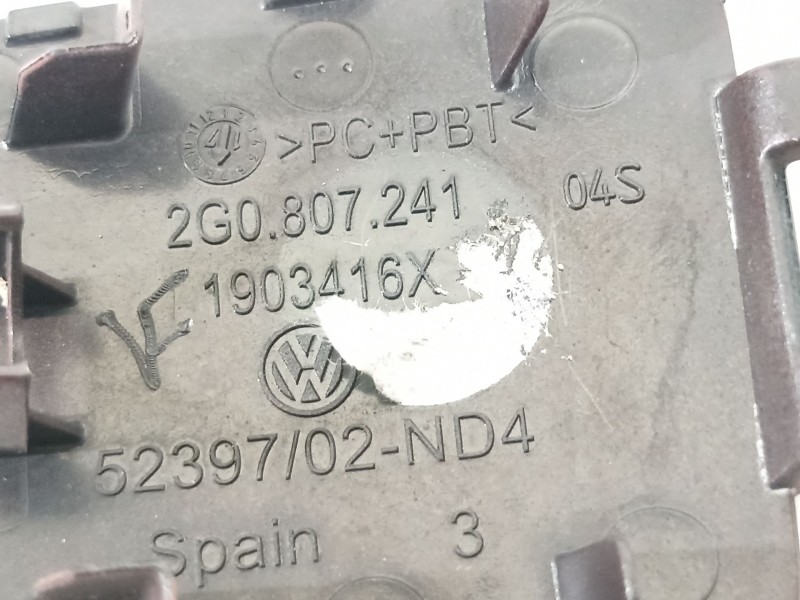 >PC+PBT<
2G0.807.241 04S
1903416X
52397/02-ND4
Spain 3